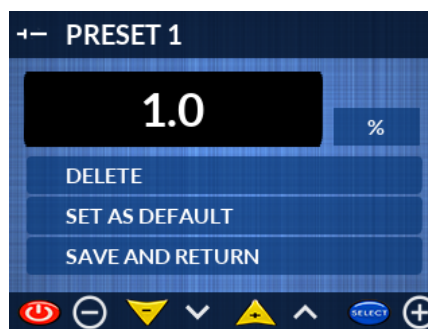 PRESET 1
1.0
%
DELETE
SET AS DEFAULT
SAVE AND RETURN
SELECT